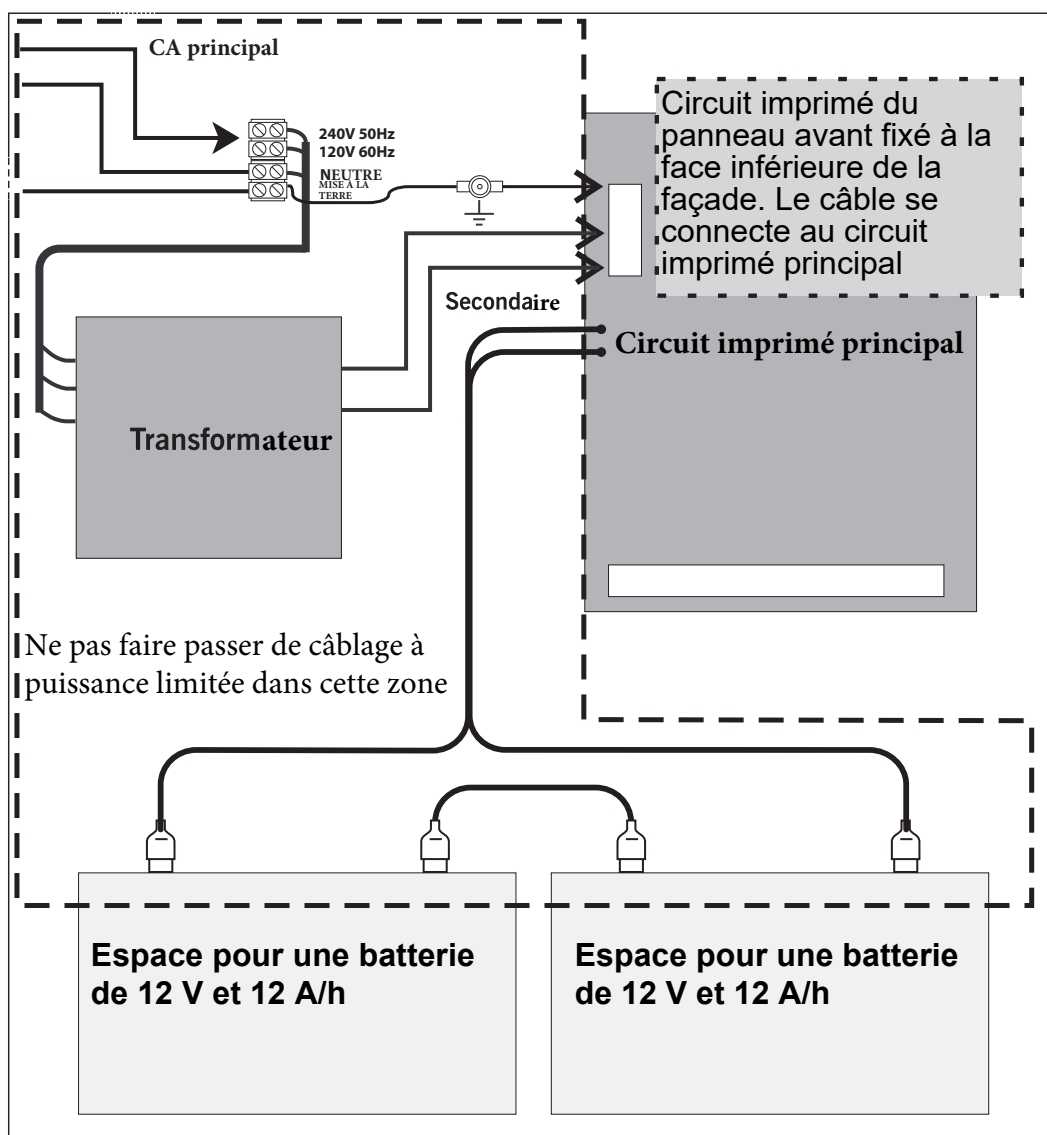 CA principal
240V 50Hz
120V 60Hz
NEUTRE
MISE À LA
TERRE
Circuit imprimé du
panneau avant fixé à la
face inférieure de la
façade. Le câble se
connecte au circuit
imprimé principal
Secondaire
Circuit imprimé principal
Transformateur
Ne pas faire passer de câblage à
puissance limitée dans cette zone
Espace pour une batterie
de 12 V et 12 A/h
Espace pour une batterie
de 12 V et 12 A/h